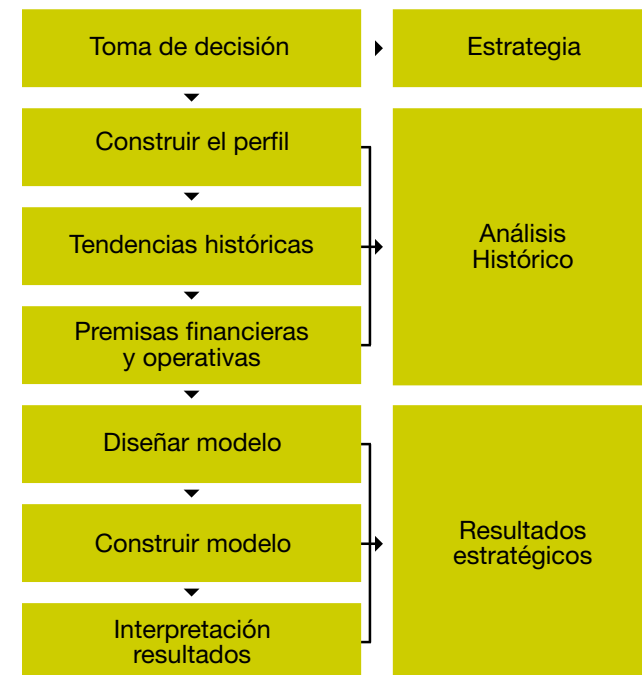 Toma de decisión
Estrategia
Construir el perfil
Tendencias históricas
Premisas financieras
y operativas
Análisis
Histórico
Diseñar modelo
Construir modelo
Interpretación
resultados
Resultados
estratégicos